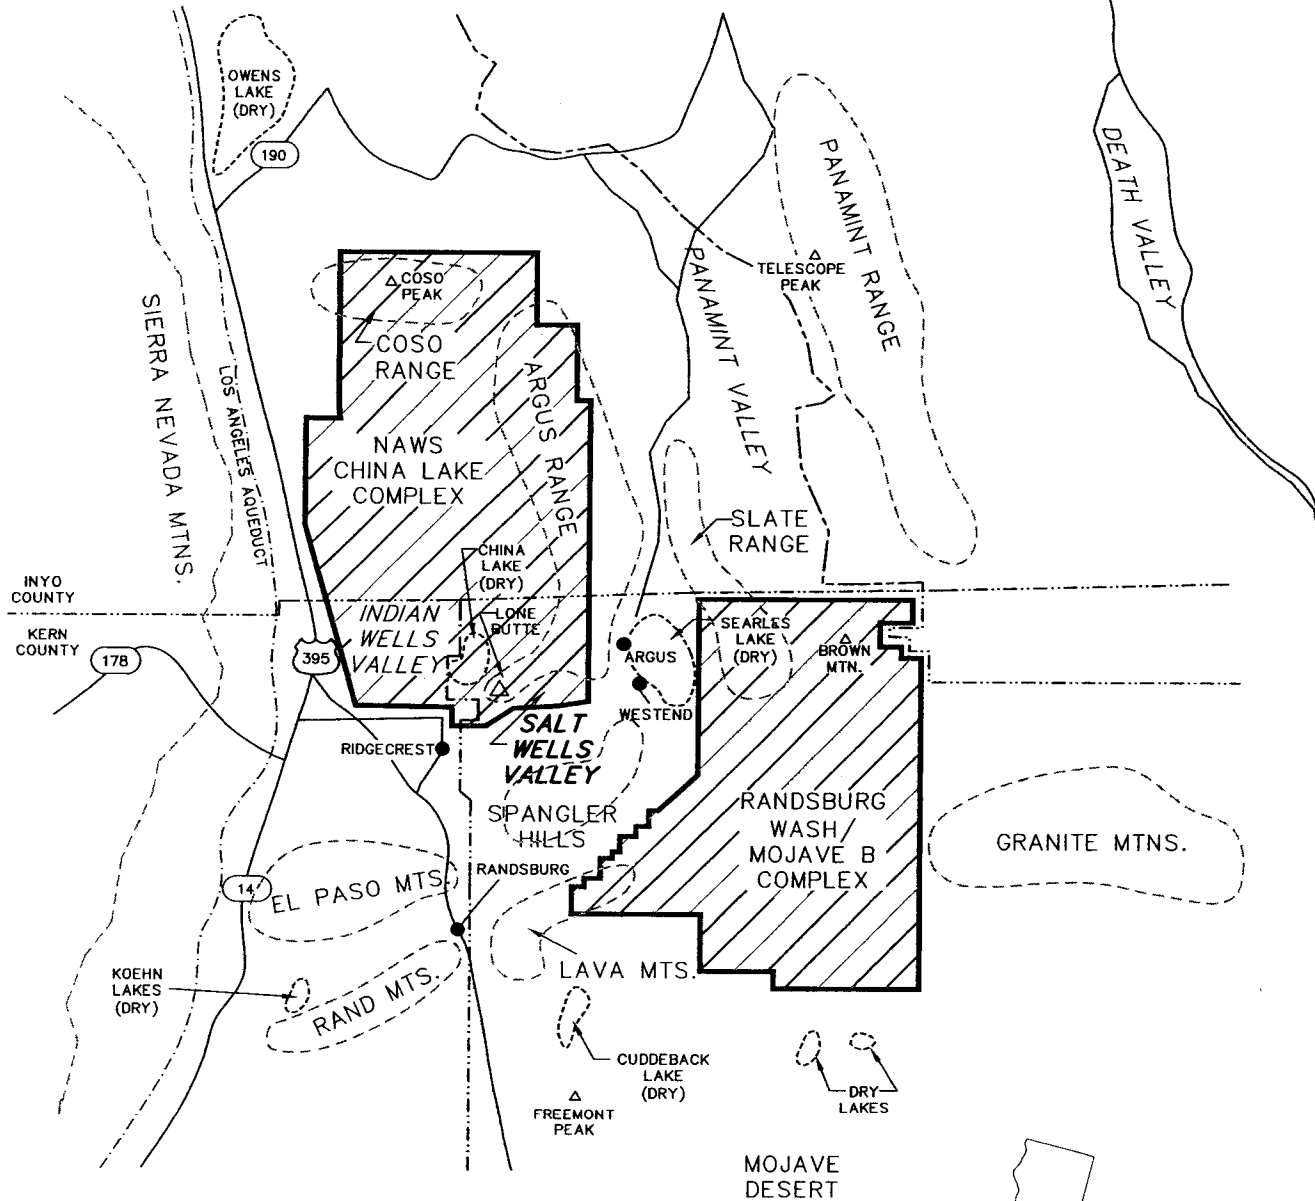 OWENS
LAKE
(DRY)
190
DEATH VALLEY
PANAMINT RANGE
TELESCOPE
PEAK
PANAMINT VALLEY
COSO
PEAK
COSO
RANGE
SIERRA NEVADA MTNS.
LOS ANGELES AQUEDUCT
ARGUS RANGE
NAWS
CHINA LAKE
COMPLEX
SLATE
RANGE
CHINA
LAKE
(DRY)
INYO
COUNTY
KERN
COUNTY
178
395
INDIAN
WELLS
VALLEY
LONE
BUTTE
ARGUS
SEARLES
LAKE
(DRY)
BROWN
MTN.
WESTEND
RIDGECREST
SALT
WELLS
VALLEY
SPANGLER
HILLS
RANDSBURG
WASH/
MOJAVE B
COMPLEX
GRANITE MTNS.
RANDSBURG
14
EL PASO MTS.
KOEHN
LAKES
(DRY)
RAND MTS.
LAVA MTS.
CUDDEBACK
LAKE
(DRY)
DRY
LAKES
FREEMONT
PEAK
MOJAVE
DESERT